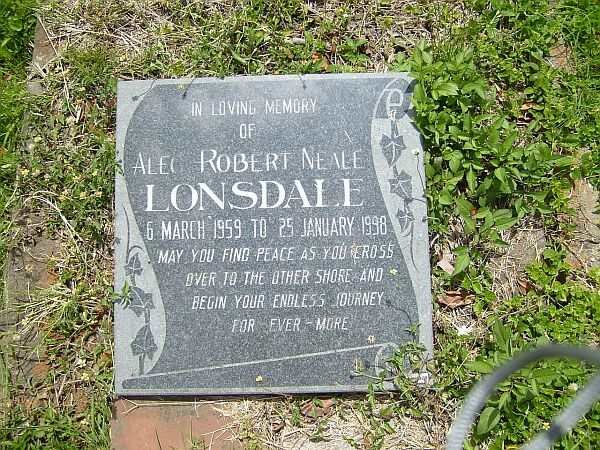 IN LOVING MEMORY
OF
ALEC ROBERT NEALE
LONSDALE
6 MARCH 1959 TO 25 JANUARY 1998
MAY YOU FIND PEACE AS YOU CROSS
OVER TO THE OTHER SHORE AND
BEGIN YOUR ENDLESS JOURNEY
FOR EVER-MORE